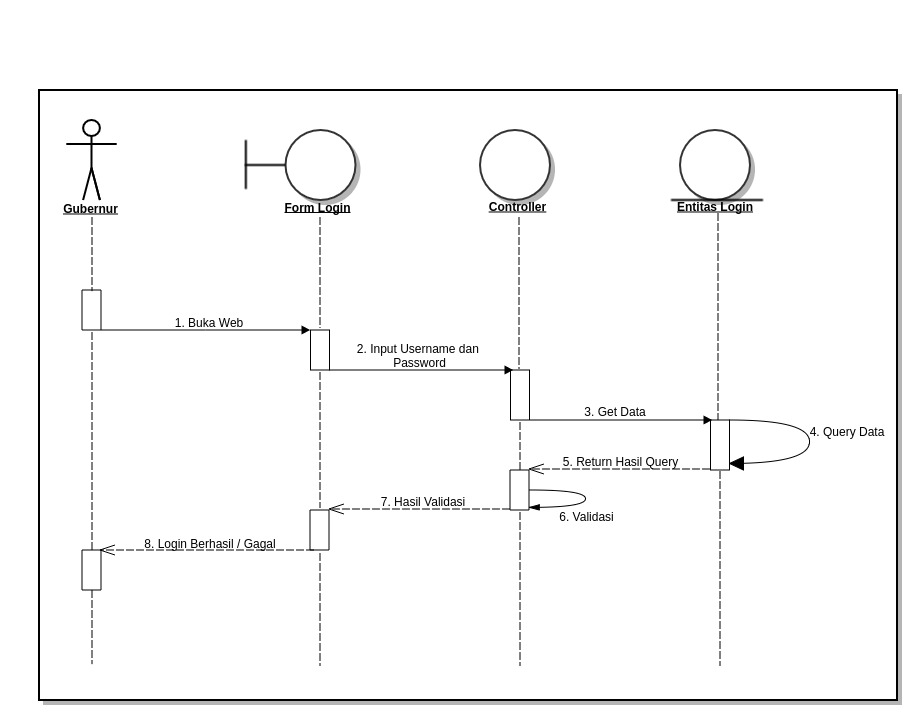 Gubernur
Form Login
Controller
Entitas Login
1. Buka Web
2. Input Username dan
Password
3. Get Data
4. Query Data
5. Return Hasil Query
6. Validasi
7. Hasil Validasi
8. Login Berhasil / Gagal